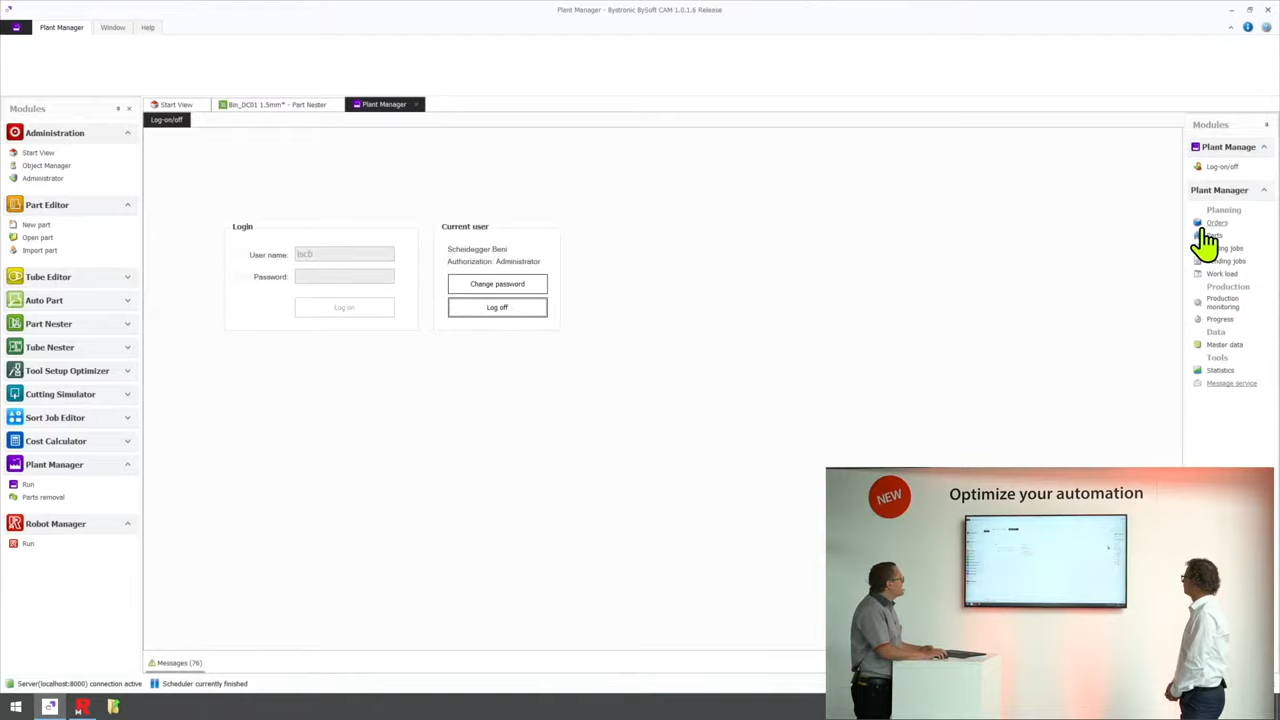 Plant Manager - Bystronic BySoft CAM 1.0.1.6 Release
Plant Manager
Window
Help
Modules
Start View
Bin_DC01 1.5mm* - Part Nester
Plant Manager
Log-on/off
Administration
Start View
Object Manager
Administrator
Part Editor
New part
Open part
Import part
Tube Editor
Auto Part
Part Nester
Tube Nester
Tool Setup Optimizer
Cutting Simulator
Sort Job Editor
Cost Calculator
Plant Manager
Run
Parts removal
Robot Manager
Run
Login
User name:
Password:
Log on
Current user
Scheidegger Beni
Authorization: Administrator
Change password
Log off
Modules
Plant Manage
Log-on/off
Plant Manager
Planning
Orders
jobs
jobs
Work load
Production
Production
monitoring
Progress
Data
Master data
Tools
Statistics
Message service
NEW
Optimize your automation
Messages (76)
Server(localhost:8000) connection active
Scheduler currently finished